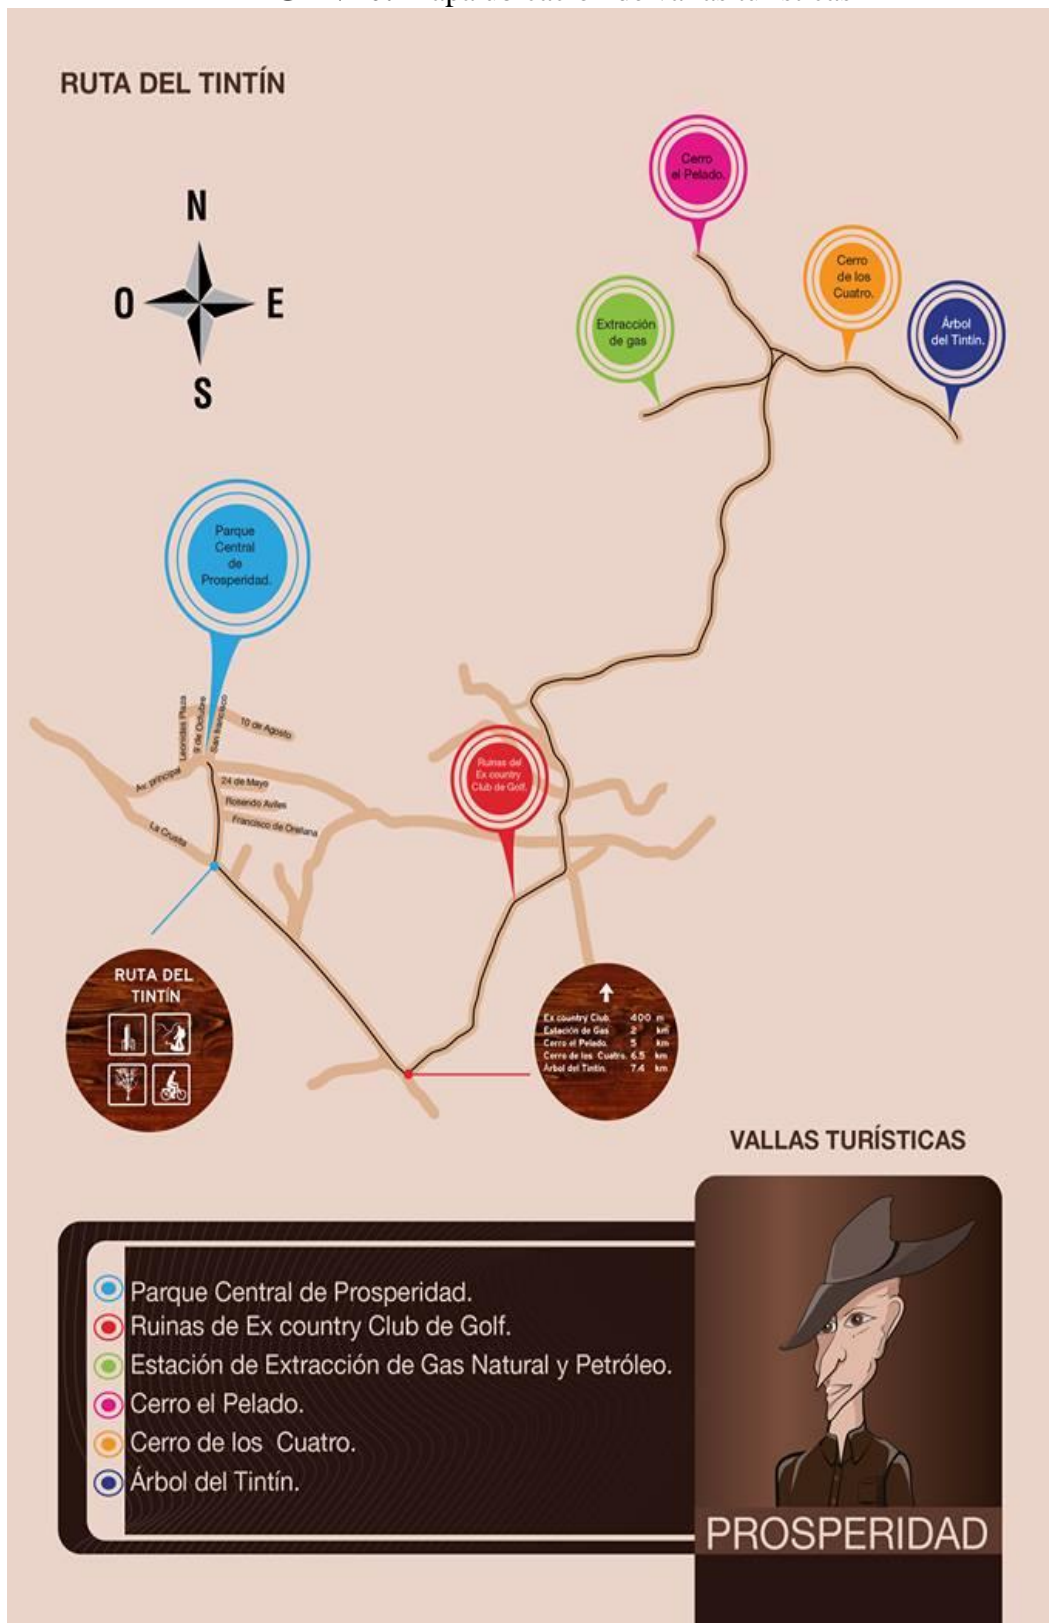 RUTA DEL TINTÍN
N
O
E
S
Cerro
el Pelado.
Cerro
de los
Cuatro.
Extracción
de gas
Árbol
del Tintín.
Parque
Central
de
Prosperidad.
Leonidas Plaza
9 de Octubre
San francisco
10 de Agosto
Av. principal
24 de Mayo
Rosendo Aviles
Francisco de Orellana
La Crusita
Ruinas del
Ex country
Club de Golf.
RUTA DEL
TINTÍN
Ex country Club. 400 m
Estación de Gas 2 km
Cerro el Pelado. 5 km
Cerro de los Cuatro. 6.5 km
Árbol del Tintín. 7.4 km
VALLAS TURÍSTICAS
Parque Central de Prosperidad.
Ruinas de Ex country Club de Golf.
Estación de Extracción de Gas Natural y Petróleo.
Cerro el Pelado.
Cerro de los Cuatro.
Árbol del Tintín.
PROSPERIDAD